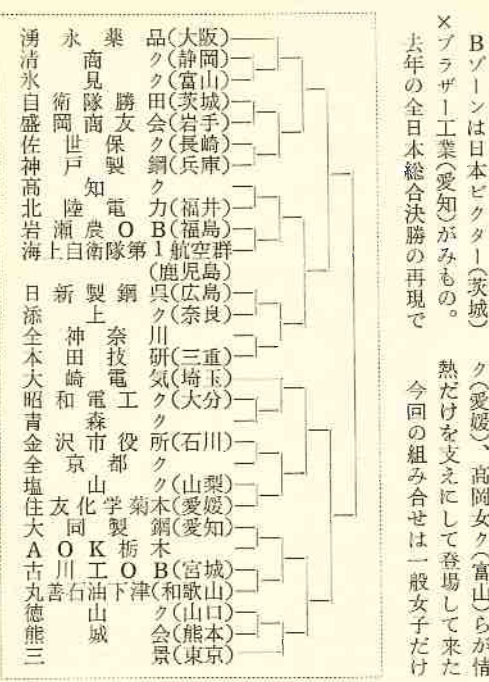 Bゾーンは日本ビクター(茨城)
×ブラザー工業(愛知)がみもの。
去年の全日本総合決勝の再現で
ク(愛媛)、高岡女ク(富山)らが情
熱だけを支えにして登場して来た
今回の組み合せは一般女子だけ
湧永薬品(大阪)
清商ク(静岡)
氷見ク(富山)
自衛隊勝田(茨城)
盛岡商友会(岩手)
佐世保ク(長崎)
神戸製鋼(兵庫)
高知ク
北陸電力(福井)
岩瀬農OB(福島)
海上自衛隊第1航空群
(鹿児島)
日新製鋼呉(広島)
添上ク(奈良)
全神奈川
本田技研(三重)
大崎電気(埼玉)
昭和電工ク(大分)
青森ク
金沢市役所(石川)
全京都ク
塩山ク(山梨)
住友化学菊本(愛媛)
大同製鋼(愛知)
AOK栃木
古川工OB(宮城)
丸善石油下津(和歌山)
徳山ク(山口)
熊城会(熊本)
三景(東京)